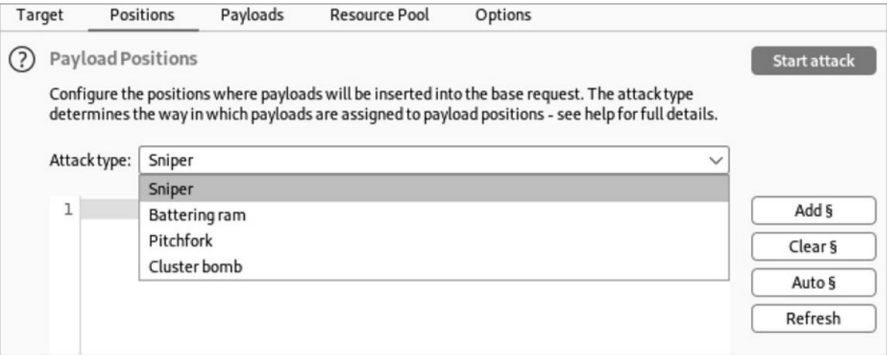 Target Positions Payloads Resource Pool Options
? Payload Positions Start attack
Configure the positions where payloads will be inserted into the base request. The attack type
determines the way in which payloads are assigned to payload positions - see help for full details.
Attack type: Sniper
Sniper
1
Battering ram
Pitchfork
Cluster bomb
Add §
Clear §
Auto §
Refresh